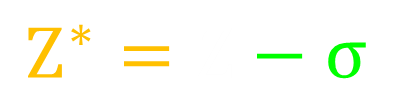 Z* = − σ